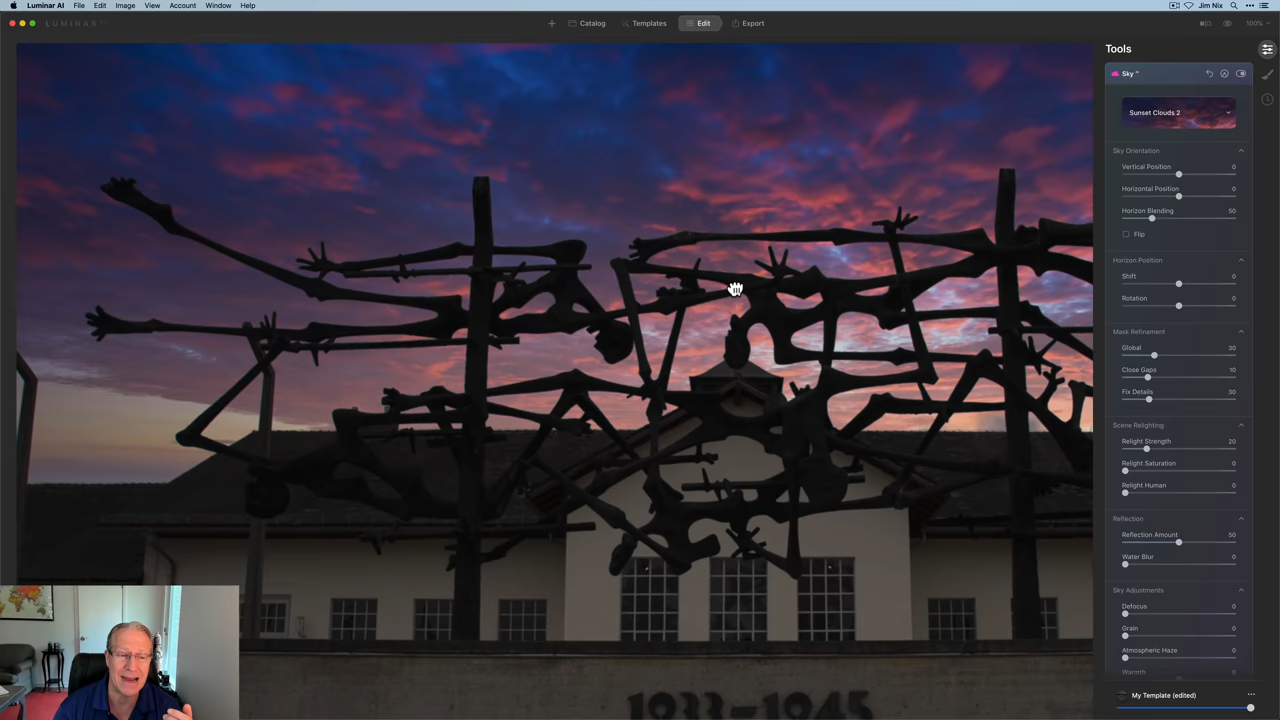 Luminar AI File Edit Image View Account Window Help Jim Nix
LUMINAR AI Catalog Templates Edit Export 100%
Tools
Sky AI
Sunset Clouds 2
Sky Orientation
Vertical Position 0
Horizontal Position 0
Horizon Blending 50
Flip
Horizon Position
Shift 0
Rotation 0
Mask Refinement
Global 30
Close Gaps 10
Fix Details 30
Scene Relighting
Relight Strength 20
Relight Saturation 0
Relight Human 0
Reflection
Reflection Amount 50
Water Blur 0
Sky Adjustments
Defocus 0
Grain 0
Atmospheric Haze 0
Warmth 0
My Template (edited)
1933-1945